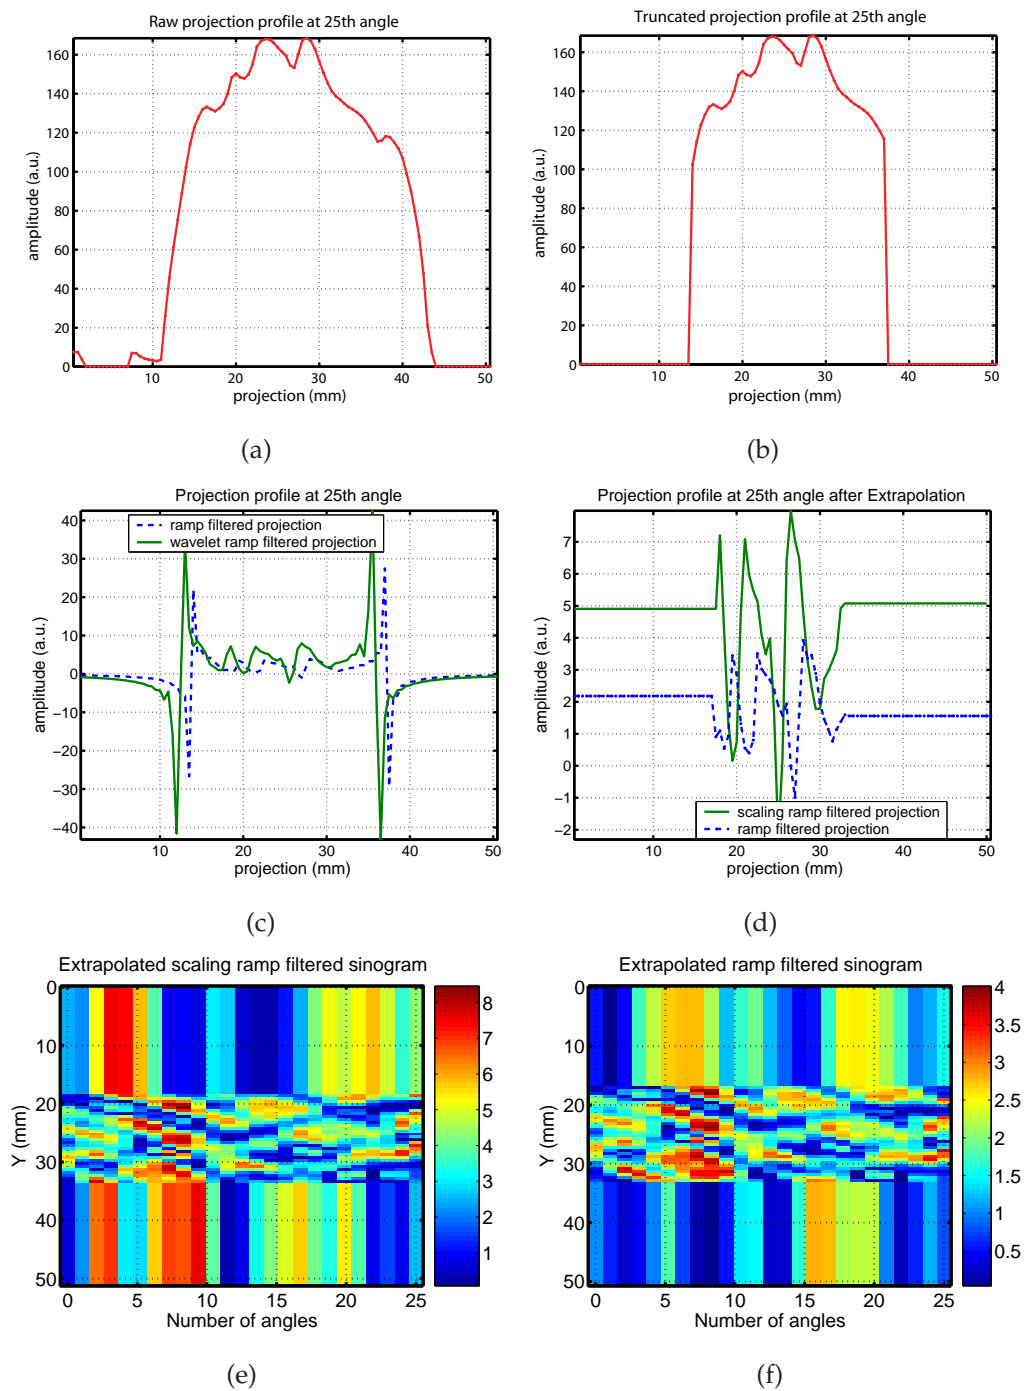 Raw projection profile at 25th angle
amplitude (a.u.)
160
140
120
100
80
60
40
20
0
10 20 30 40 50
projection (mm)
(a)
Truncated projection profile at 25th angle
amplitude (a.u.)
160
140
120
100
80
60
40
20
0
10 20 30 40 50
projection (mm)
(b)
Projection profile at 25th angle
ramp filtered projection
wavelet ramp filtered projection
amplitude (a.u.)
40
30
20
10
0
−10
−20
−30
−40
10 20 30 40 50
projection (mm)
(c)
Projection profile at 25th angle after Extrapolation
amplitude (a.u.)
7
6
5
4
3
2
1
0
−1
−2
scaling ramp filtered projection
ramp filtered projection
10 20 30 40 50
projection (mm)
(d)
Extrapolated scaling ramp filtered sinogram
Y (mm)
0
10
20
30
40
50
0 5 10 15 20 25
Number of angles
8
7
6
5
4
3
2
1
(e)
Extrapolated ramp filtered sinogram
Y (mm)
0
10
20
30
40
50
0 5 10 15 20 25
Number of angles
4
3.5
3
2.5
2
1.5
1
0.5
(f)